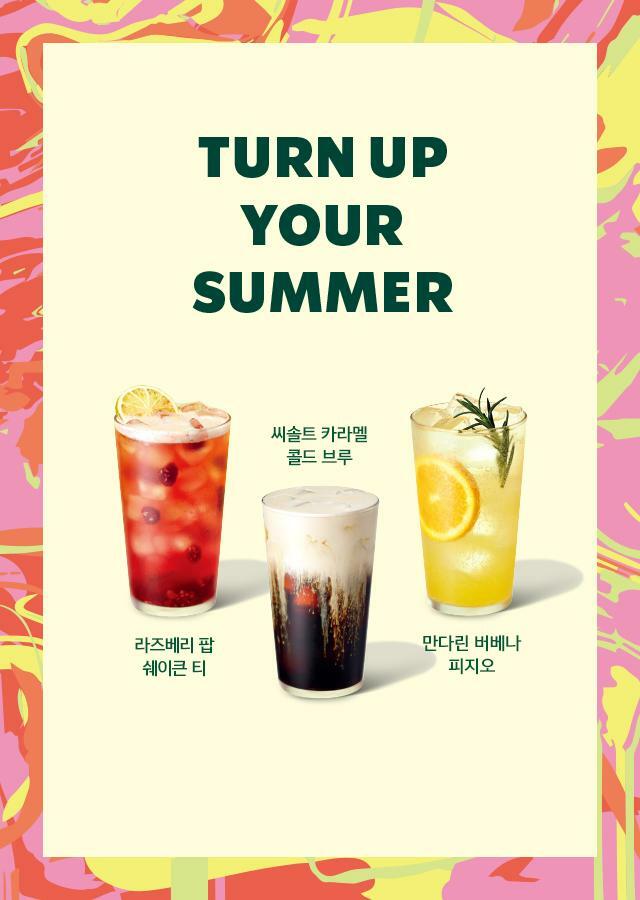 TURN UP
YOUR
SUMMER
씨솔트 카라멜
콜드 브루
라즈베리 팝
쉐이큰 티
만다린 버베나
피지오